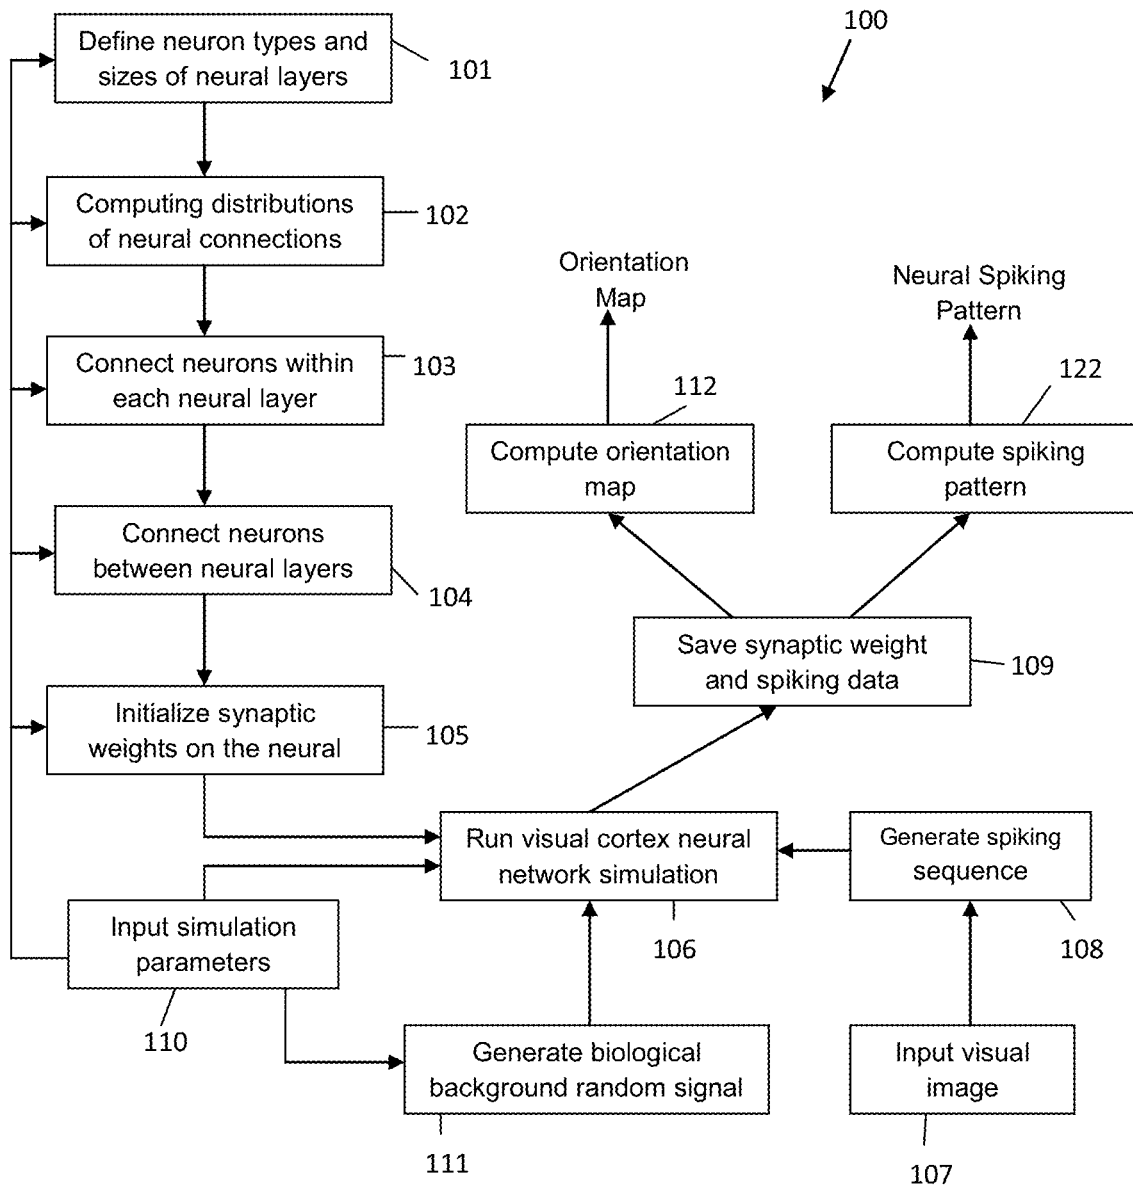 100
Define neuron types and
sizes of neural layers
101
Computing distributions
of neural connections
102
Orientation
Map
Neural Spiking
Pattern
Connect neurons within
each neural layer
103
112
122
Compute orientation
map
Compute spiking
pattern
Connect neurons
between neural layers
104
Save synaptic weight
and spiking data
109
Initialize synaptic
weights on the neural
105
Run visual cortex neural
network simulation
106
Generate spiking
sequence
108
Input simulation
parameters
110
Generate biological
background random signal
111
Input visual
image
107